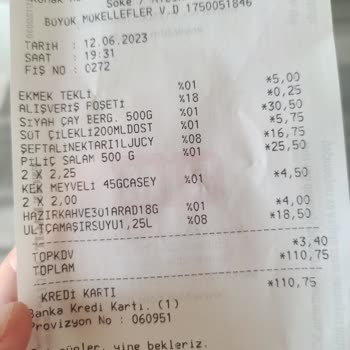 Söke /
BÜYÜK MÜKELLEFLER V.D 1750051846
TARİH : 12.06.2023
SAAT : 19:31
FİŞ NO : 0272
EKMEK TEKLİ %01 *5,00
ALIŞVERİŞ POŞETİ %18 *0,25
SİYAH ÇAY BERG. 500G %01 *30,50
SÜT ÇİLEKLİ200MLDOST %01 *5,75
ŞEFTALİNEKTARI1LJUCY %08 *16,75
PİLİÇ SALAM 500 G %01 *25,50
2 X 2,25
KEK MEYVELİ 45GCASEY %01 *4,50
2 X 2,00
HAZIRKAHVE3Ü1ARAD18G %01 *4,00
ULTÇAMAŞIRSUYU1,25L %08 *18,50
TOPKDV *3,40
TOPLAM *110,75
KREDİ KARTI *110,75
Banka Kredi Kartı. (1)
Provizyon No : 060951
günler, yine bekleriz.